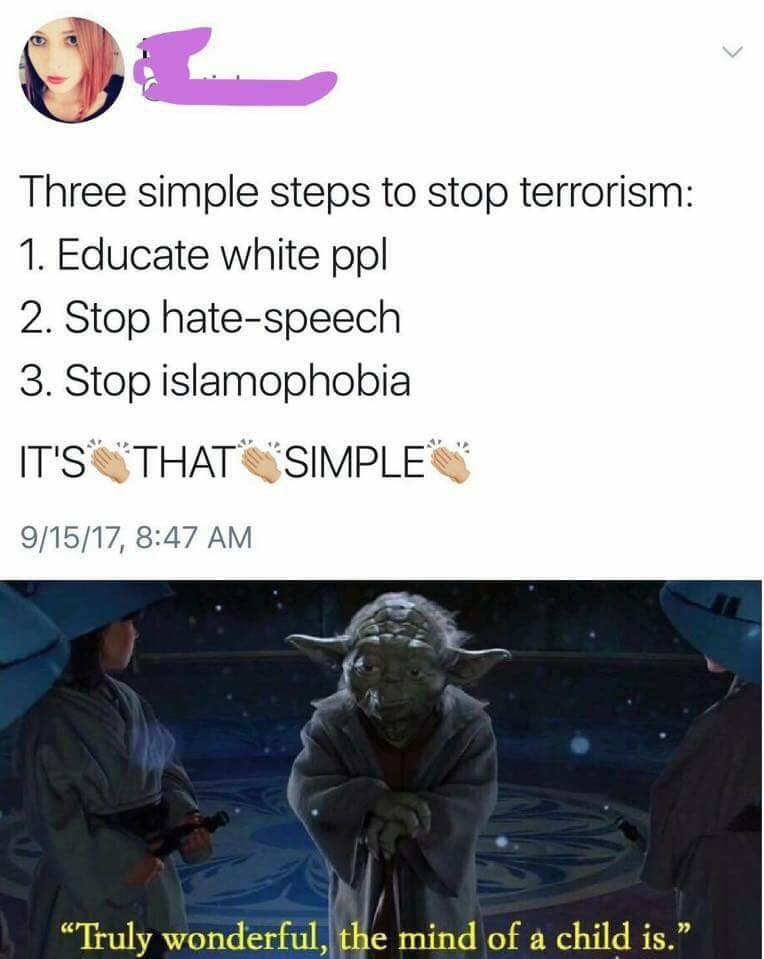 Three simple steps to stop terrorism:
1. Educate white ppl
2. Stop hate-speech
3. Stop islamophobia
IT'S👏🏼THAT👏🏼SIMPLE👏🏼
9/15/17, 8:47 AM
“Truly wonderful, the mind of a child is.”